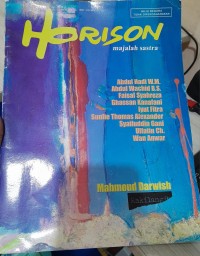 HORISON
majalah sastra
Abdul Hadi W.M.
Abdul Wachid B.S.
Faisal Syahreza
Ghassan Kanafani
Iyut Fitra
Sunlie Thomas Alexander
Syaifuddin Gani
Ulfatin Ch.
Wan Anwar
Mahmoud Darwish